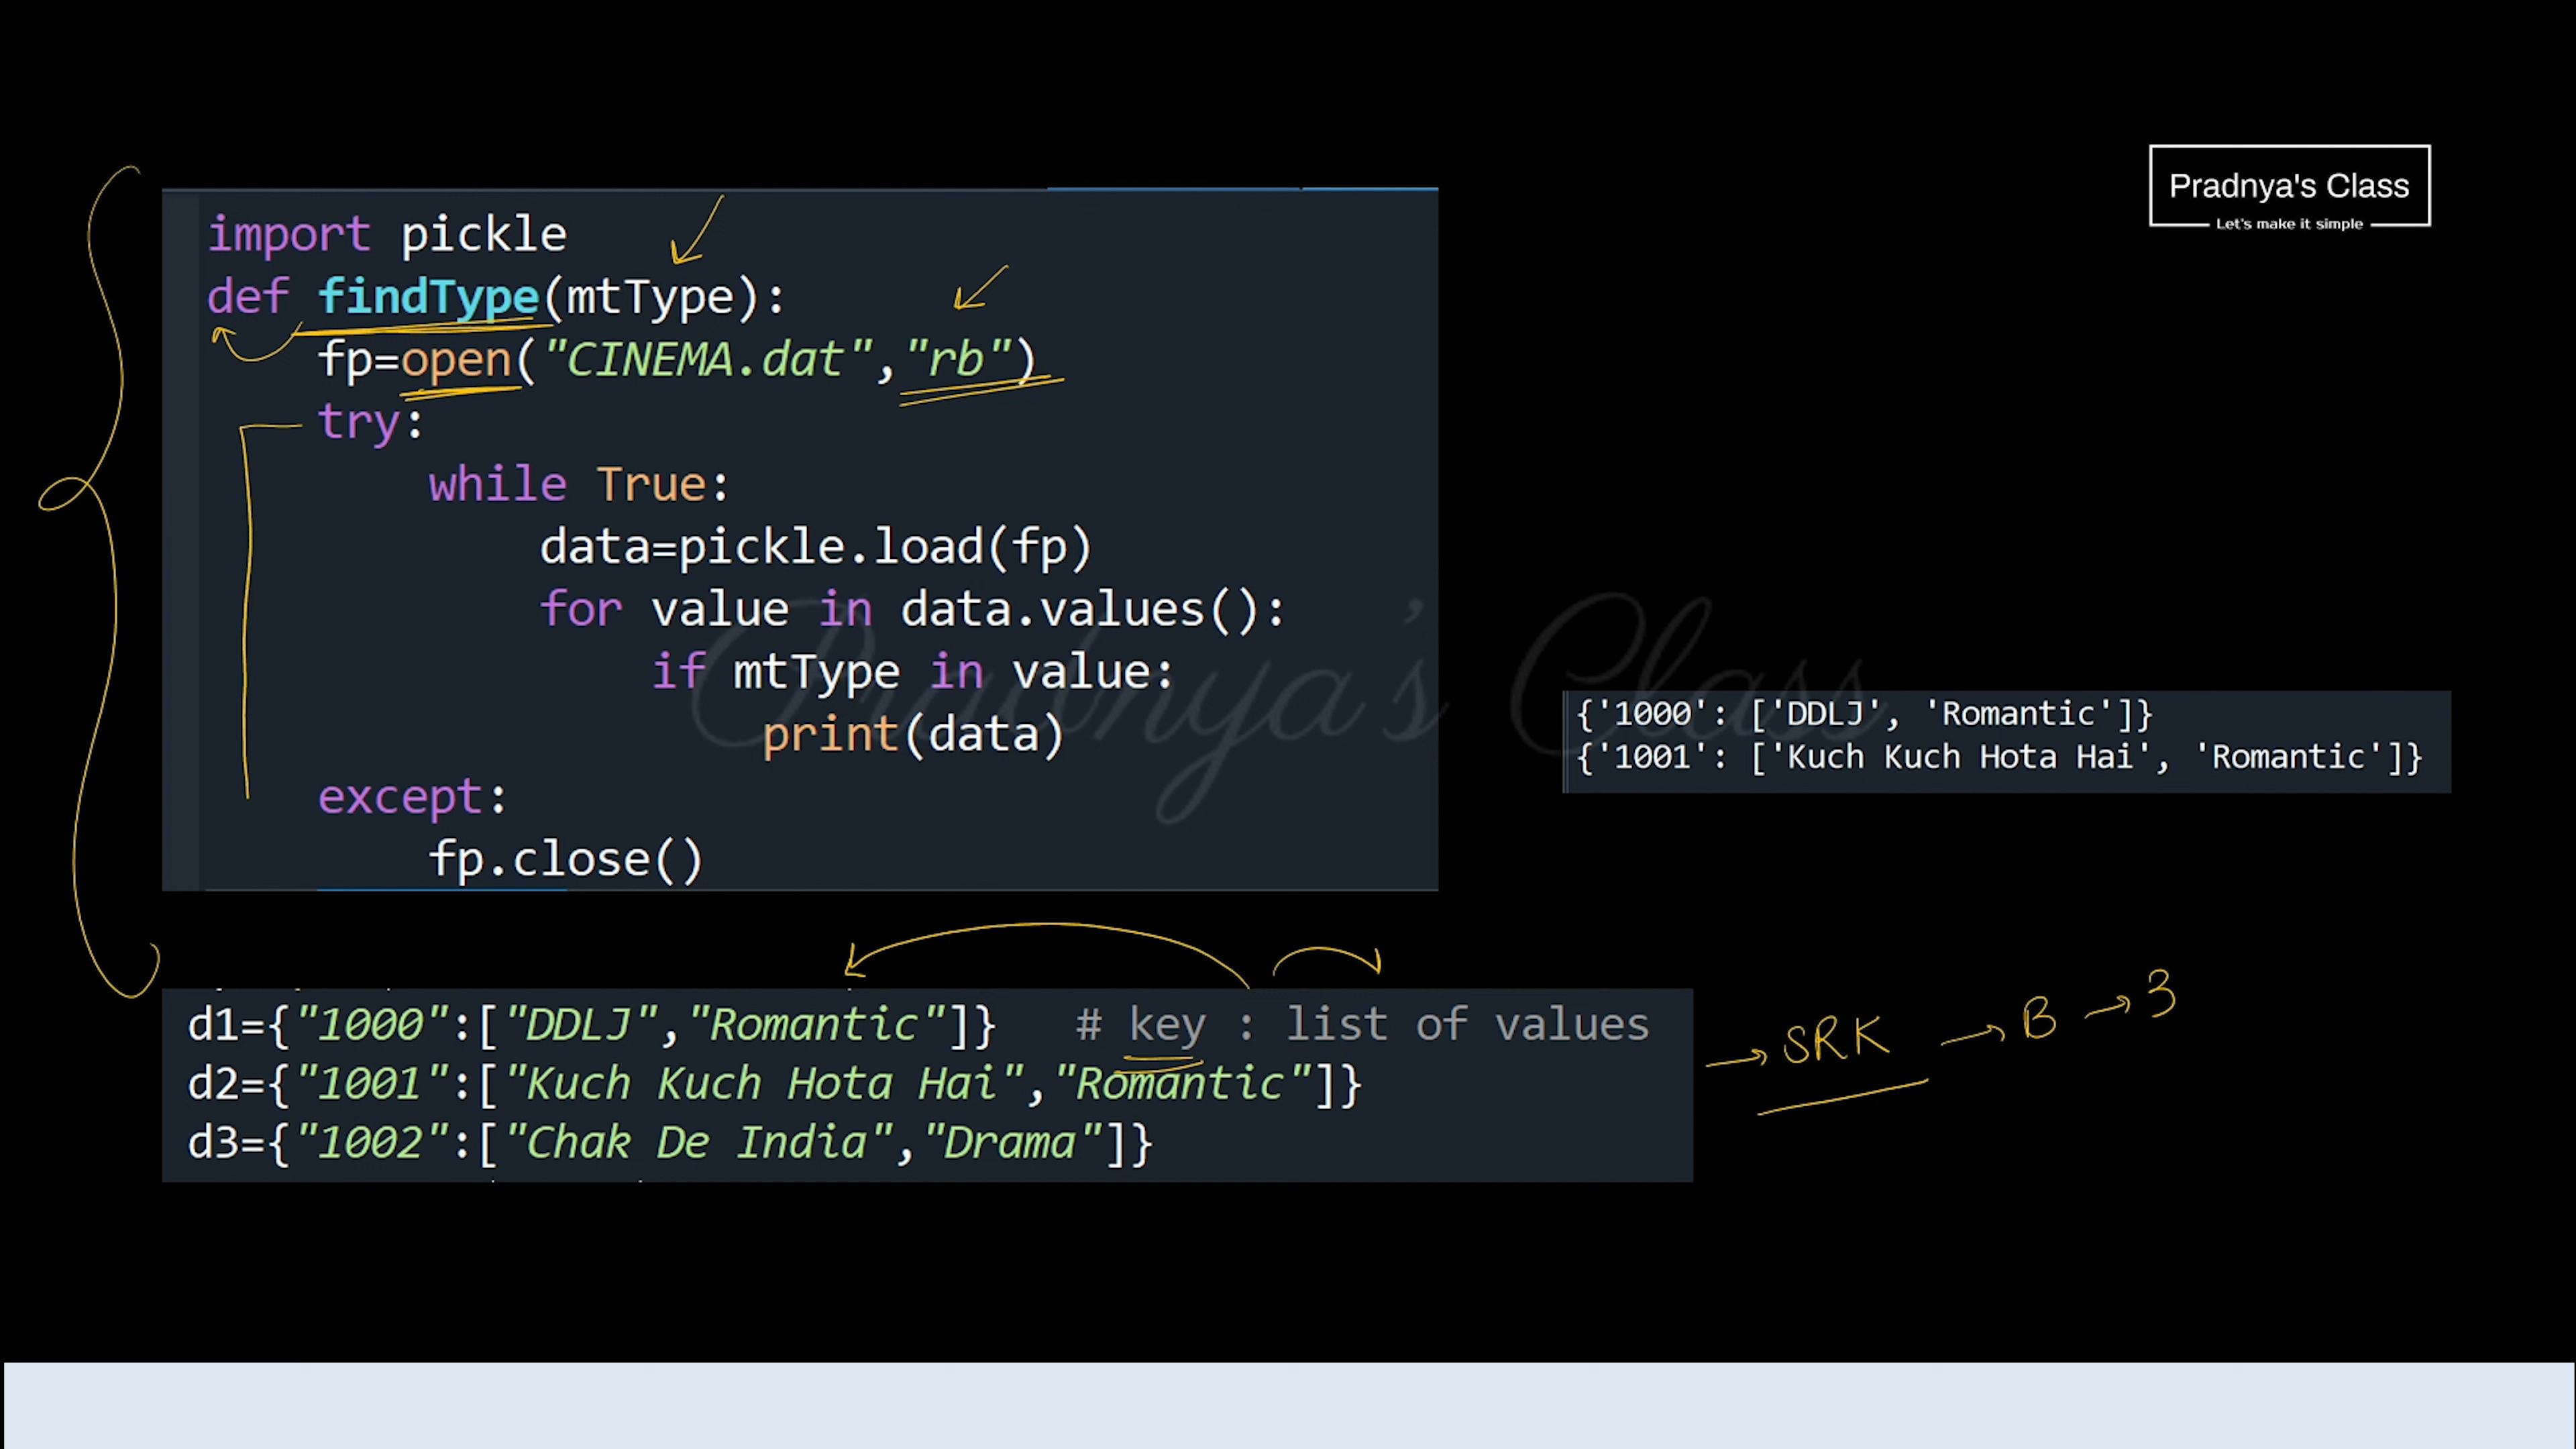 Pradnya's Class
Let's make it simple
import pickle
def findType(mtType):
    fp=open("CINEMA.dat","rb")
    try:
        while True:
            data=pickle.load(fp)
            for value in data.values():
                if mtType in value:
                    print(data)
    except:
        fp.close()
Pradnya's Class
{'1000': ['DDLJ', 'Romantic']}
{'1001': ['Kuch Kuch Hota Hai', 'Romantic']}
d1={"1000":["DDLJ","Romantic"]}   # key : list of values
d2={"1001":["Kuch Kuch Hota Hai","Romantic"]}
d3={"1002":["Chak De India","Drama"]}
→ SRK → B → 3